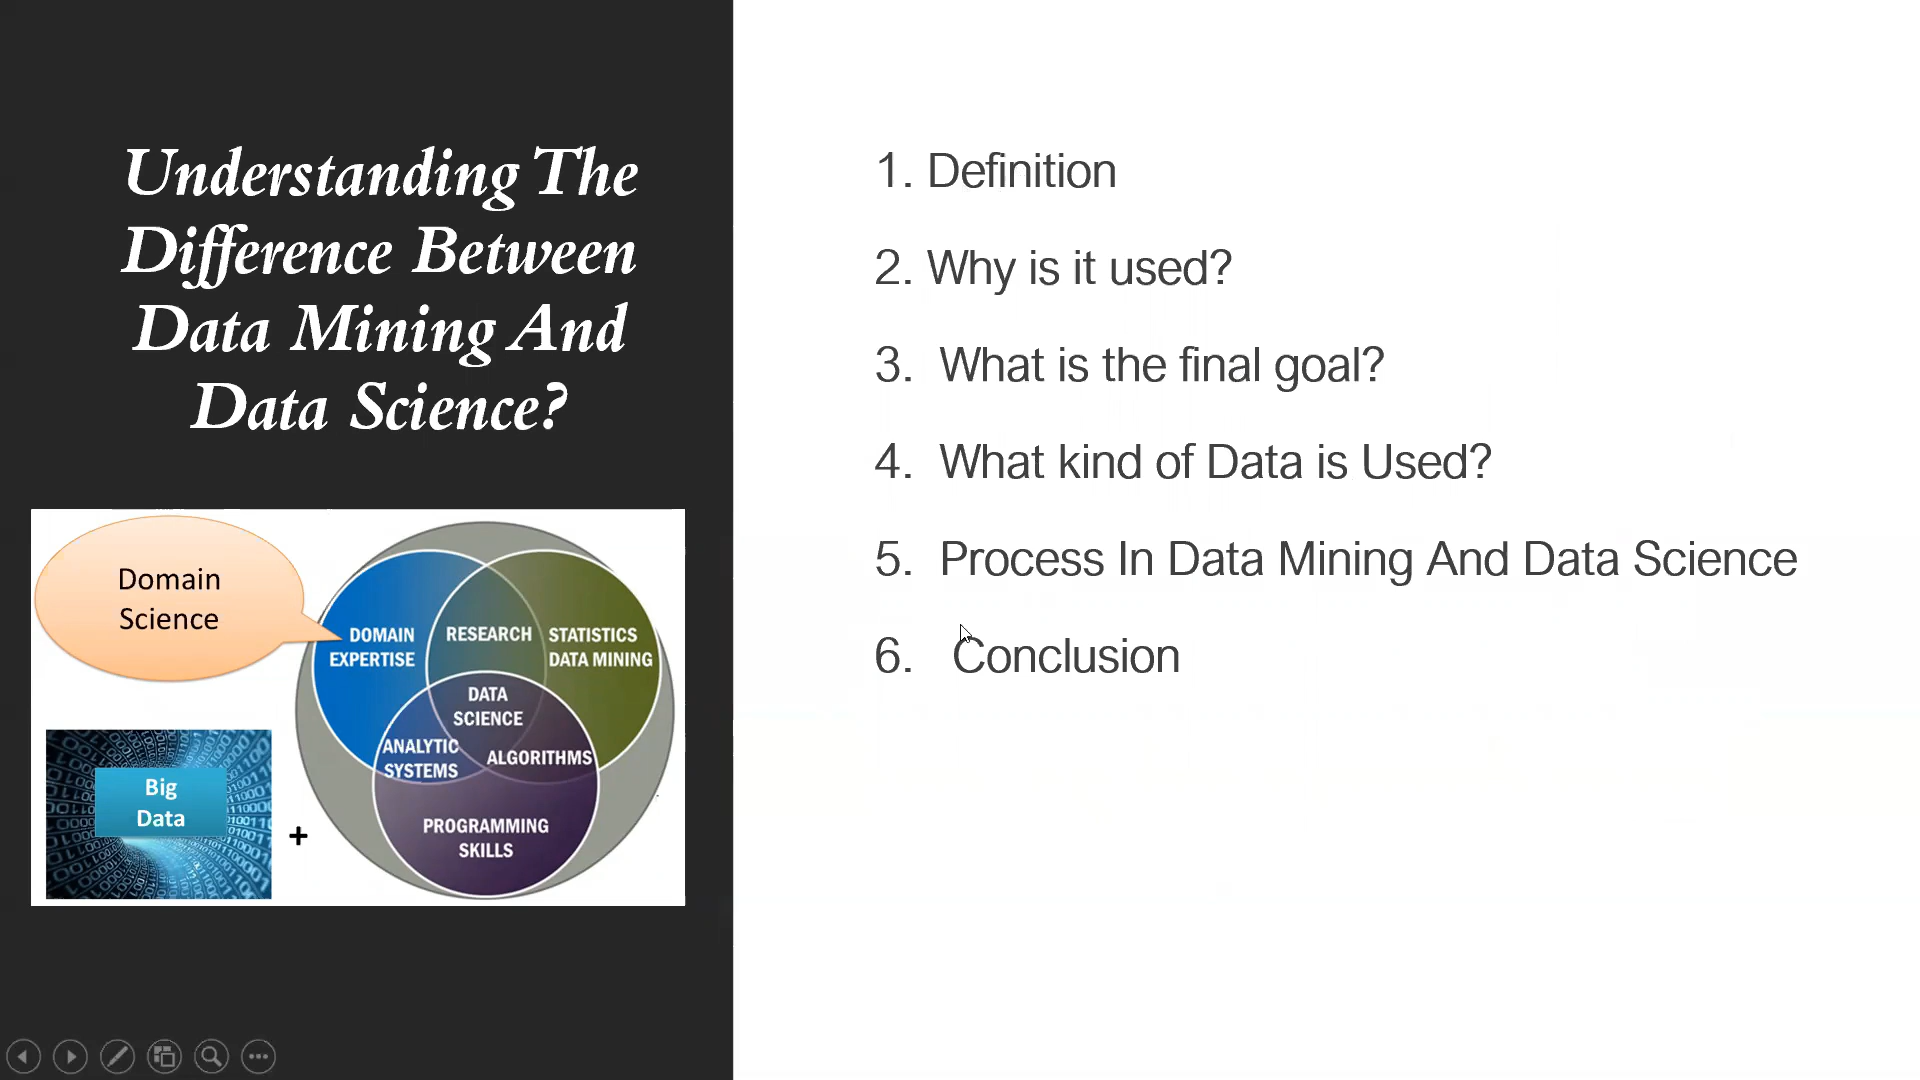 Understanding The
Difference Between
Data Mining And
Data Science?
1. Definition
2. Why is it used?
3. What is the final goal?
4. What kind of Data is Used?
5. Process In Data Mining And Data Science
6. Conclusion
Domain
Science
DOMAIN
EXPERTISE
RESEARCH
STATISTICS
DATA MINING
DATA
SCIENCE
ANALYTIC
SYSTEMS
ALGORITHMS
PROGRAMMING
SKILLS
Big
Data
+